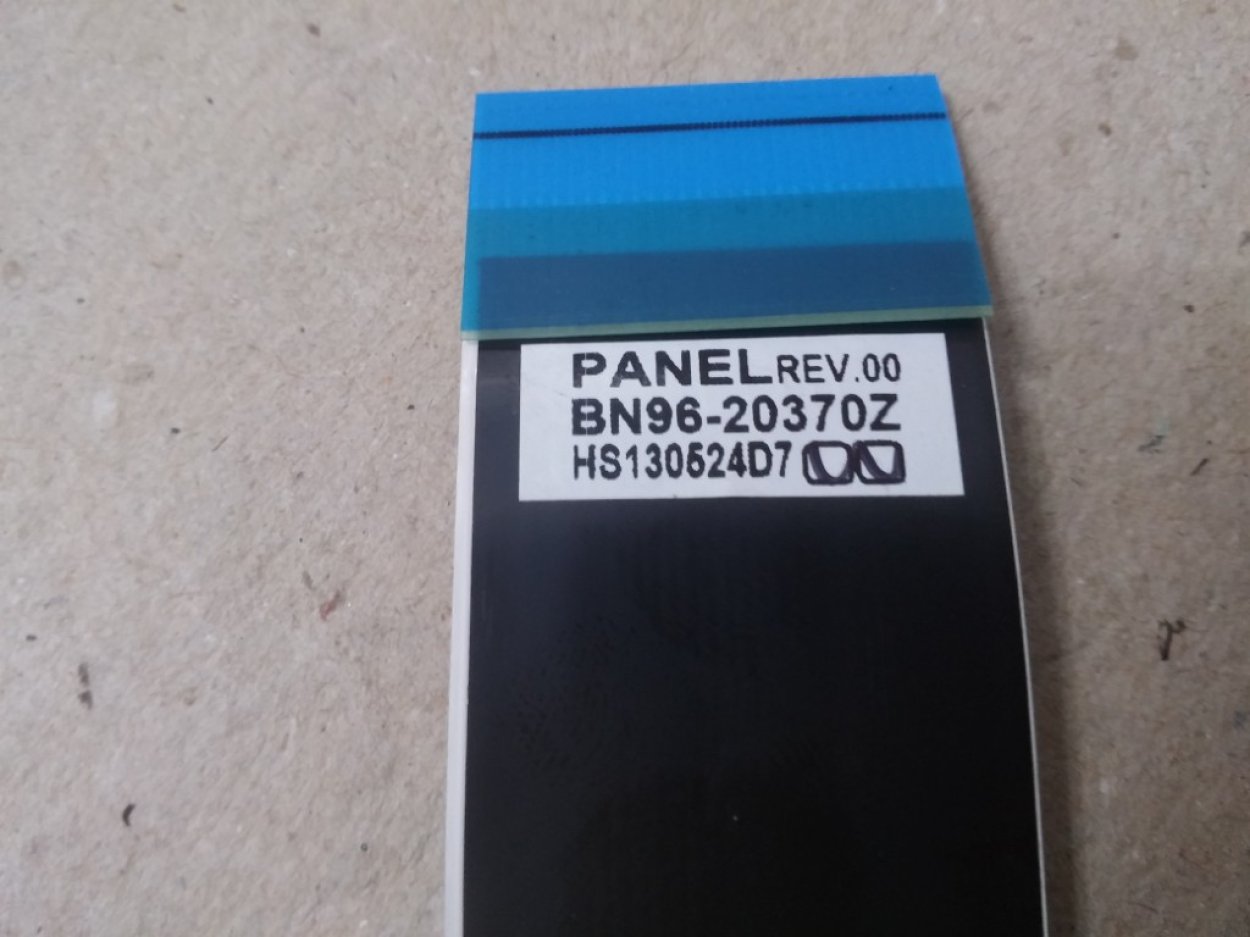 PANEL REV.00
BN96-20370Z
HS130524D7